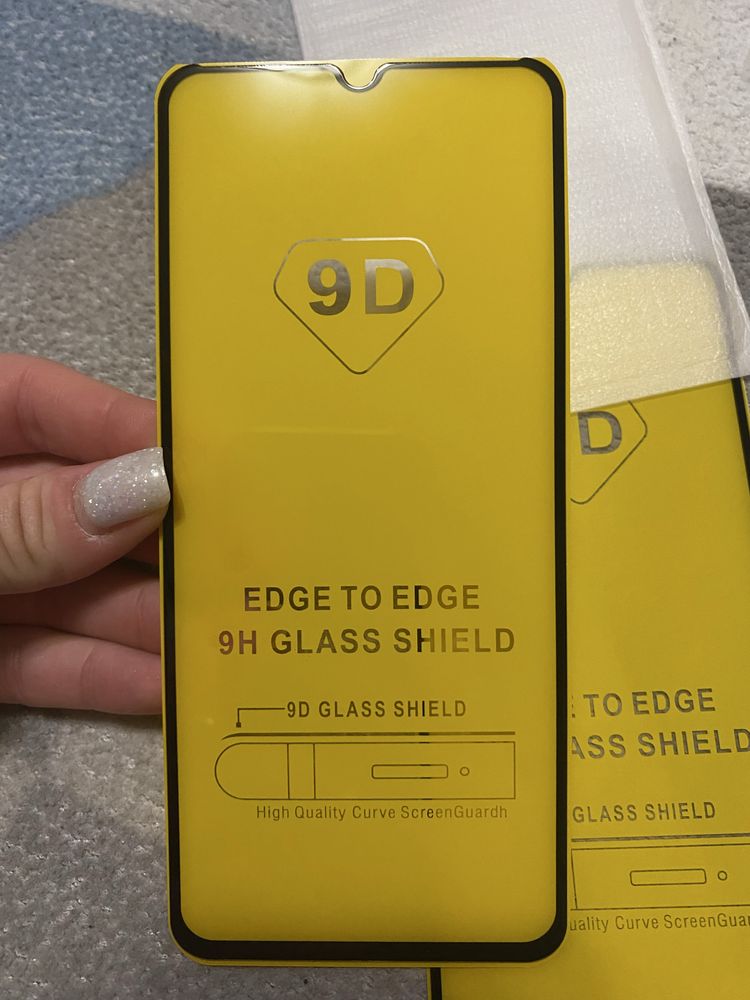 9D
EDGE TO EDGE
9H GLASS SHIELD
9D GLASS SHIELD
High Quality Curve ScreenGuardh
D
TO EDGE
ASS SHIELD
GLASS SHIELD
uality Curve ScreenGuar